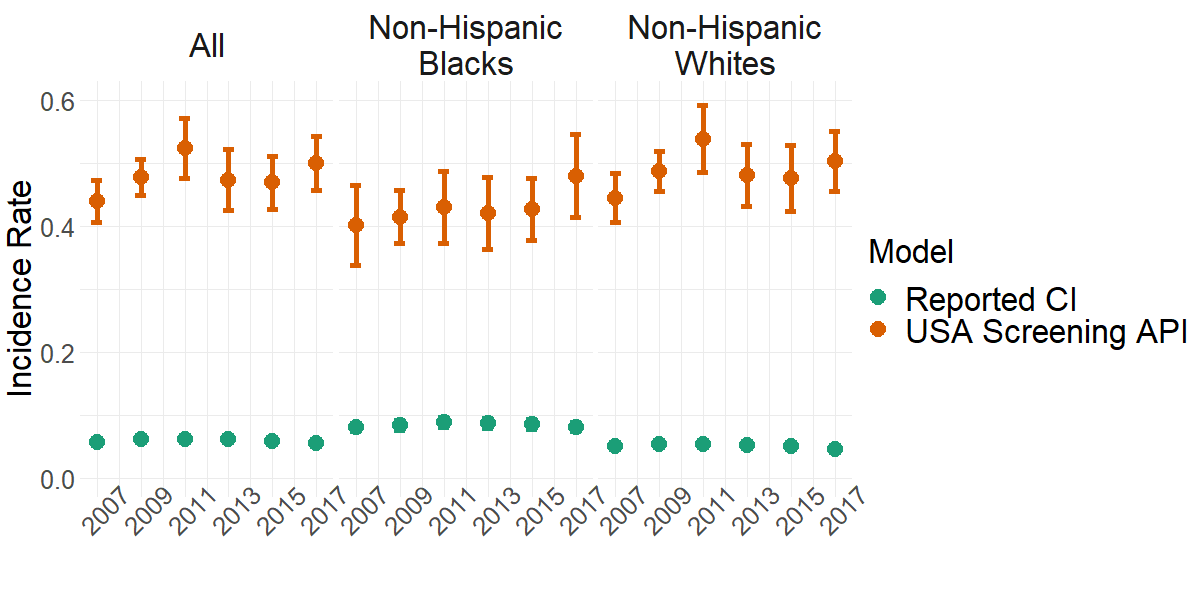 All
Non-Hispanic
Blacks
Non-Hispanic
Whites
Incidence Rate
0.6
0.4
0.2
0.0
2007 2009 2011 2013 2015 2017 2007 2009 2011 2013 2015 2017 2007 2009 2011 2013 2015 2017
Model
Reported CI
USA Screening API